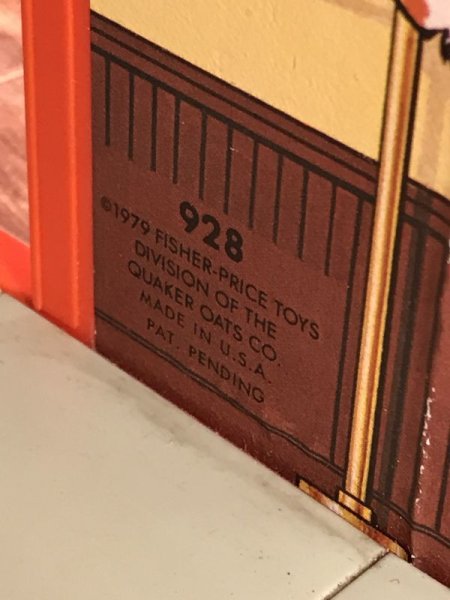 928
©1979 FISHER-PRICE TOYS
DIVISION OF THE
QUAKER OATS CO.
MADE IN U.S.A.
PAT. PENDING